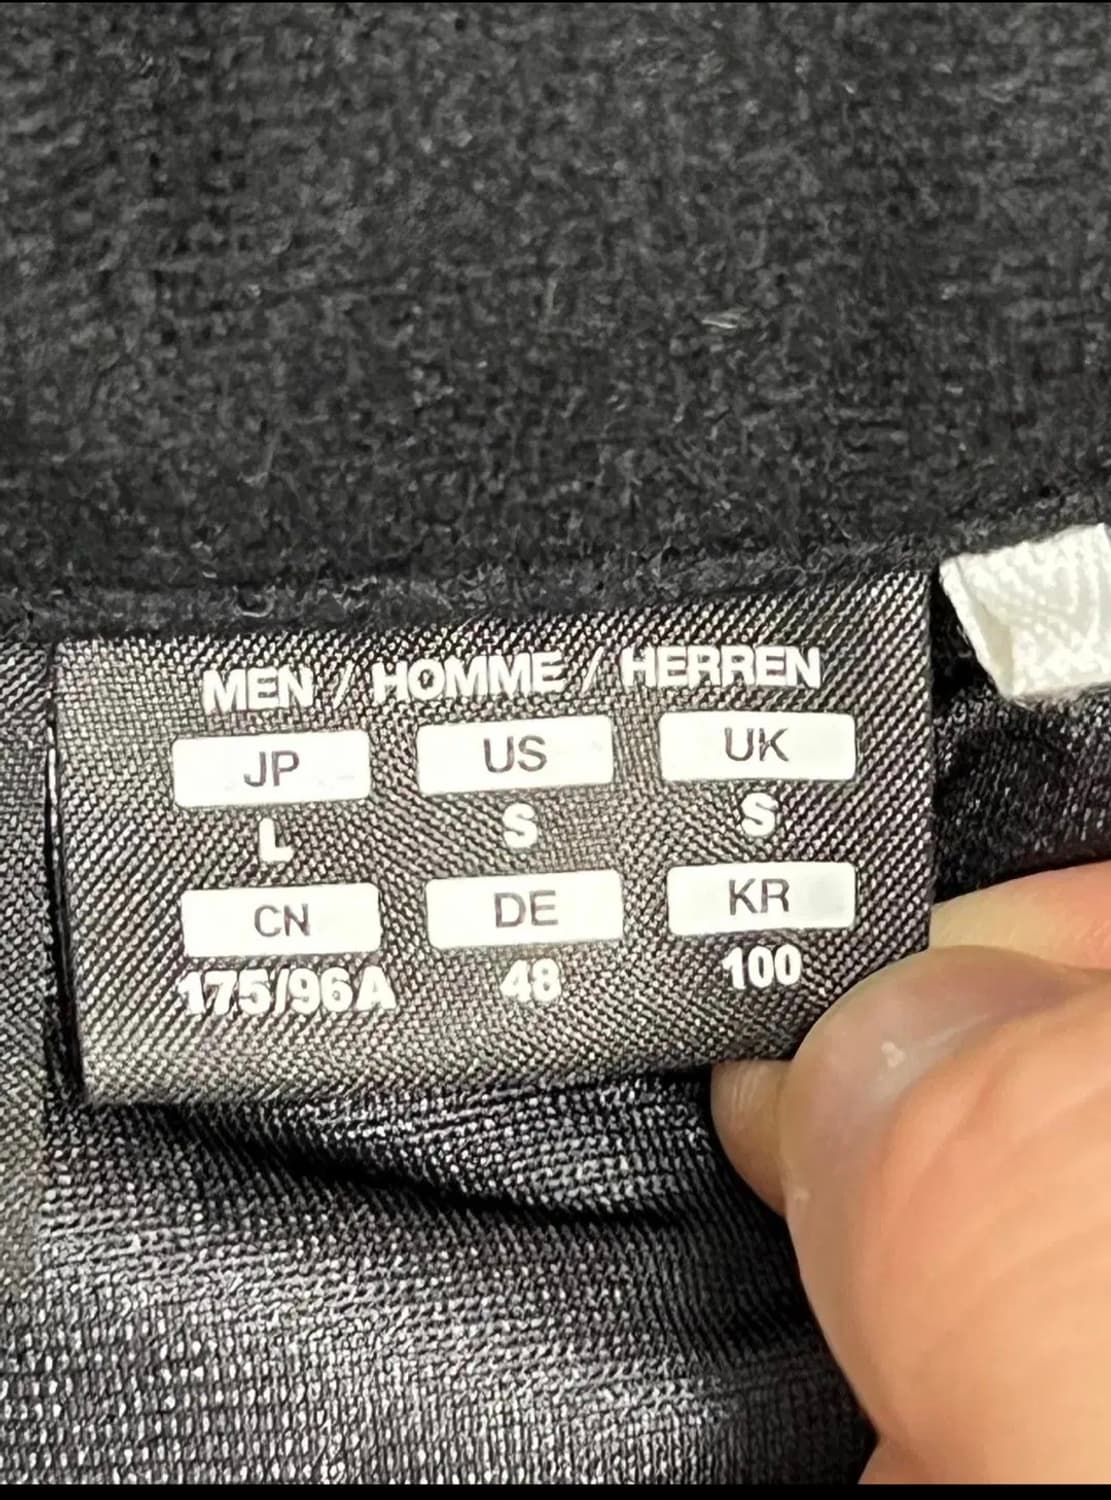 MEN / HOMME / HERREN
JP US UK
L S S
CN DE KR
175/96A 48 100